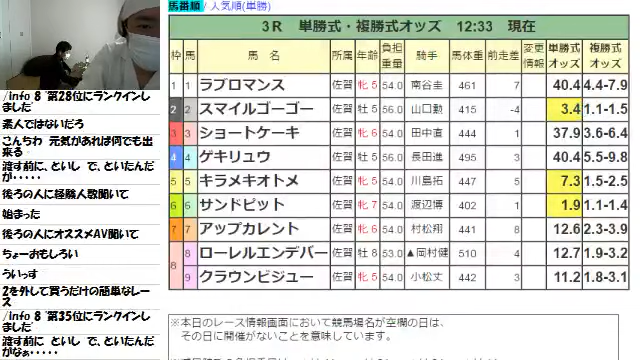 馬番順 / 人気順(単勝)
3R 単勝式・複勝式オッズ 12:33 現在
枠 馬 馬 名 所属 年齢 負担重量 騎手 馬体重 前走差 変更情報 単勝式オッズ 複勝式オッズ
1 1 ラブロマンス 佐賀 牝 5 54.0 南谷圭 461 7 40.4 4.4-7.9
2 2 スマイルゴーゴー 佐賀 牡 5 56.0 山口勲 415 -4 3.4 1.1-1.5
3 3 ショートケーキ 佐賀 牝 6 54.0 田中直 444 1 37.9 3.6-6.4
4 4 ゲキリュウ 佐賀 牡 5 56.0 長田進 495 3 40.4 5.5-9.8
5 5 キラメキオトメ 佐賀 牝 5 54.0 川島拓 447 5 7.3 1.5-2.5
6 6 サンドピット 佐賀 牝 7 54.0 渡辺博 402 1 1.9 1.1-1.4
7 7 アップカレント 佐賀 牝 6 54.0 村松翔 441 8 12.6 2.3-3.9
8 8 ローレルエンデバー 佐賀 牡 8 53.0 ▲岡村健 510 4 12.7 1.9-3.2
9 クラウンビジュー 佐賀 牝 5 54.0 小松丈 442 3 11.2 1.8-3.1
※本日のレース情報画面において競馬場名が空欄の日は、
その日に開催がないことを意味しています。
/info 8 "第28位にランクインし
ました"
素人ではないだろ
こんちわ 元気があれば何でも出
来る
渡す前に、といし で、といたんだ
が・・・・・
後ろの人に経験人数聞いて
始まった
後ろの人にオススメAV聞いて
ちょーおもしろい
ういっす
2を外して買うだけの簡単なレー
ス
/info 8 "第35位にランクインし
ました"
渡す前に といし で、といたんだ
がなぁ・・・・・